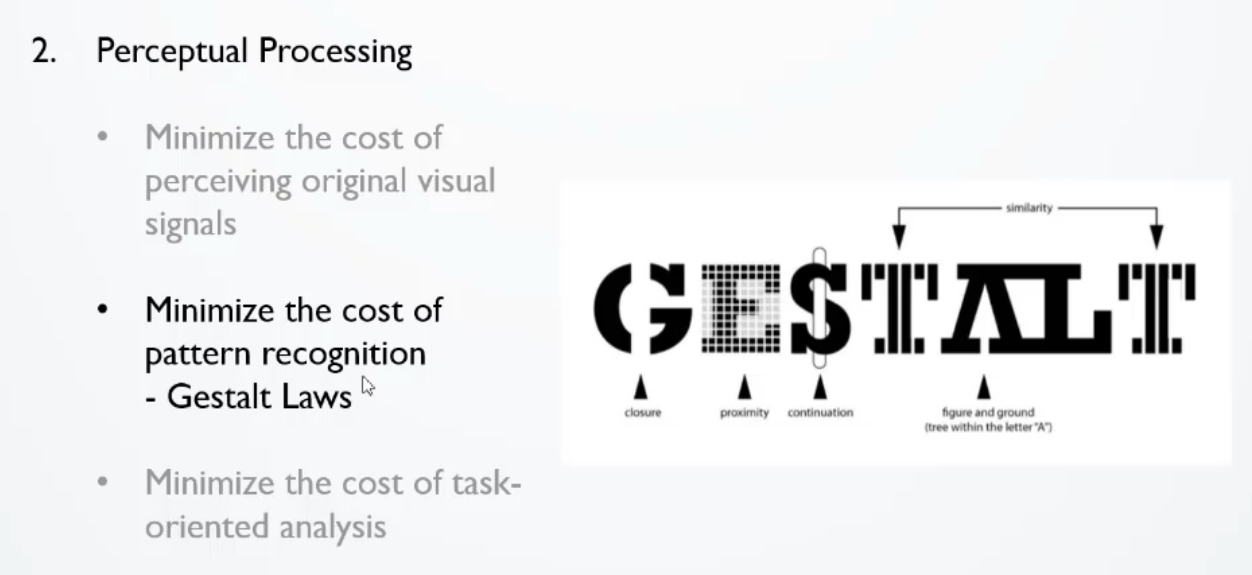 2. Perceptual Processing
• Minimize the cost of
perceiving original visual
signals
• Minimize the cost of
pattern recognition
- Gestalt Laws
• Minimize the cost of task-
oriented analysis
similarity
GESTALT
closure
proximity
continuation
figure and ground
(tree within the letter "A")